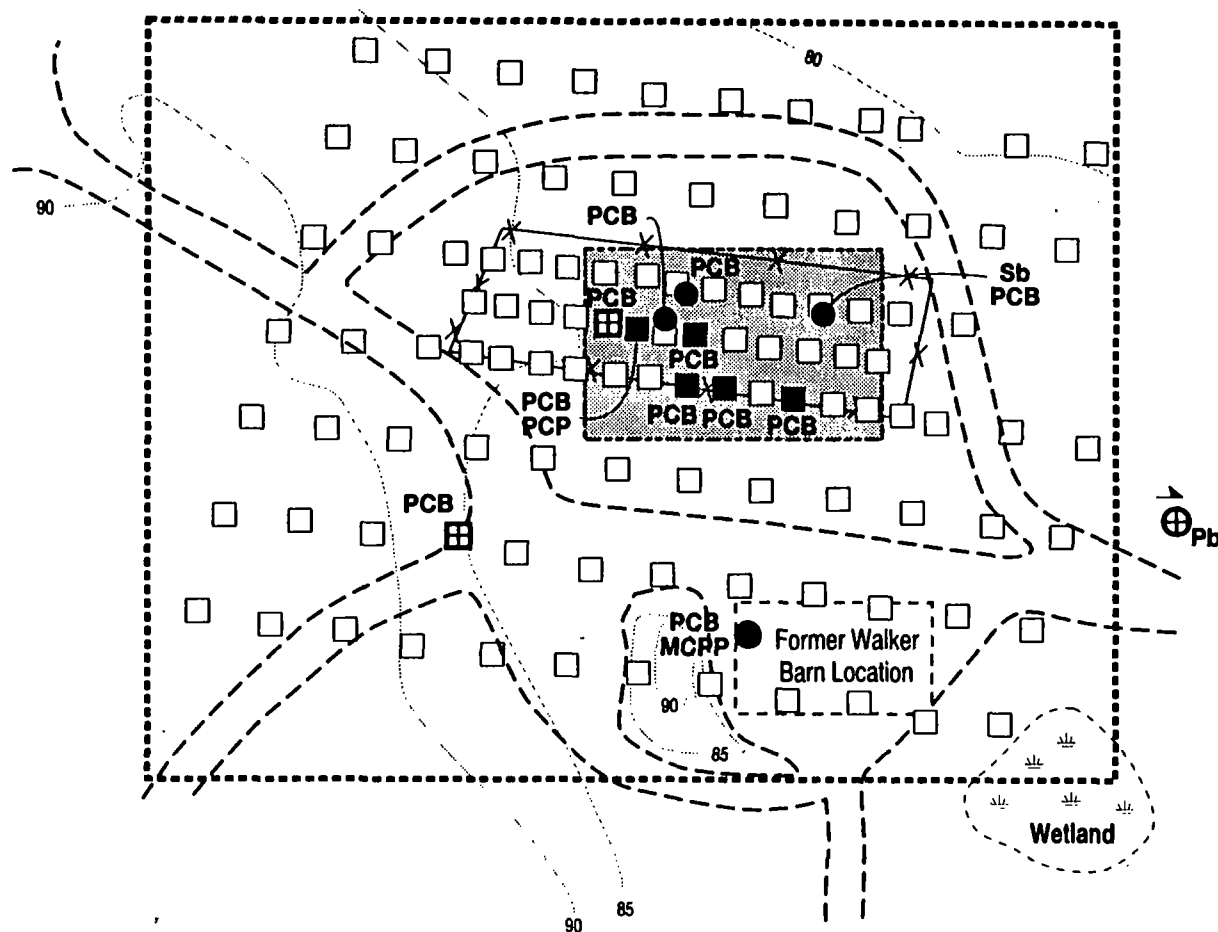 80
90
PCB
PCB
Sb
PCB
PCB
PCB
PCB
PCP
PCB
PCB
PCB
PCB
Pb
PCB
MCPP
Former Walker
Barn Location
90
85
Wetland
85
90